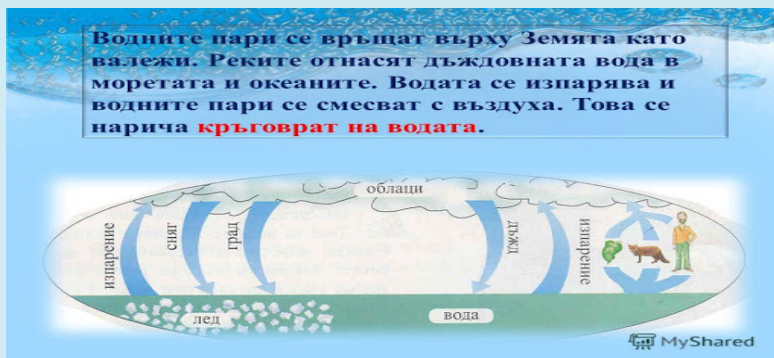 Водните пари се връщат върху Земята като
валежи. Реките отнасят дъждовната вода в
моретата и океаните. Водата се изпарява и
водните пари се смесват с въздуха. Това се
нарича кръговрат на водата.
облаци
изпарение
сняг
град
дъжд
изпарение
лед
вода
MyShared